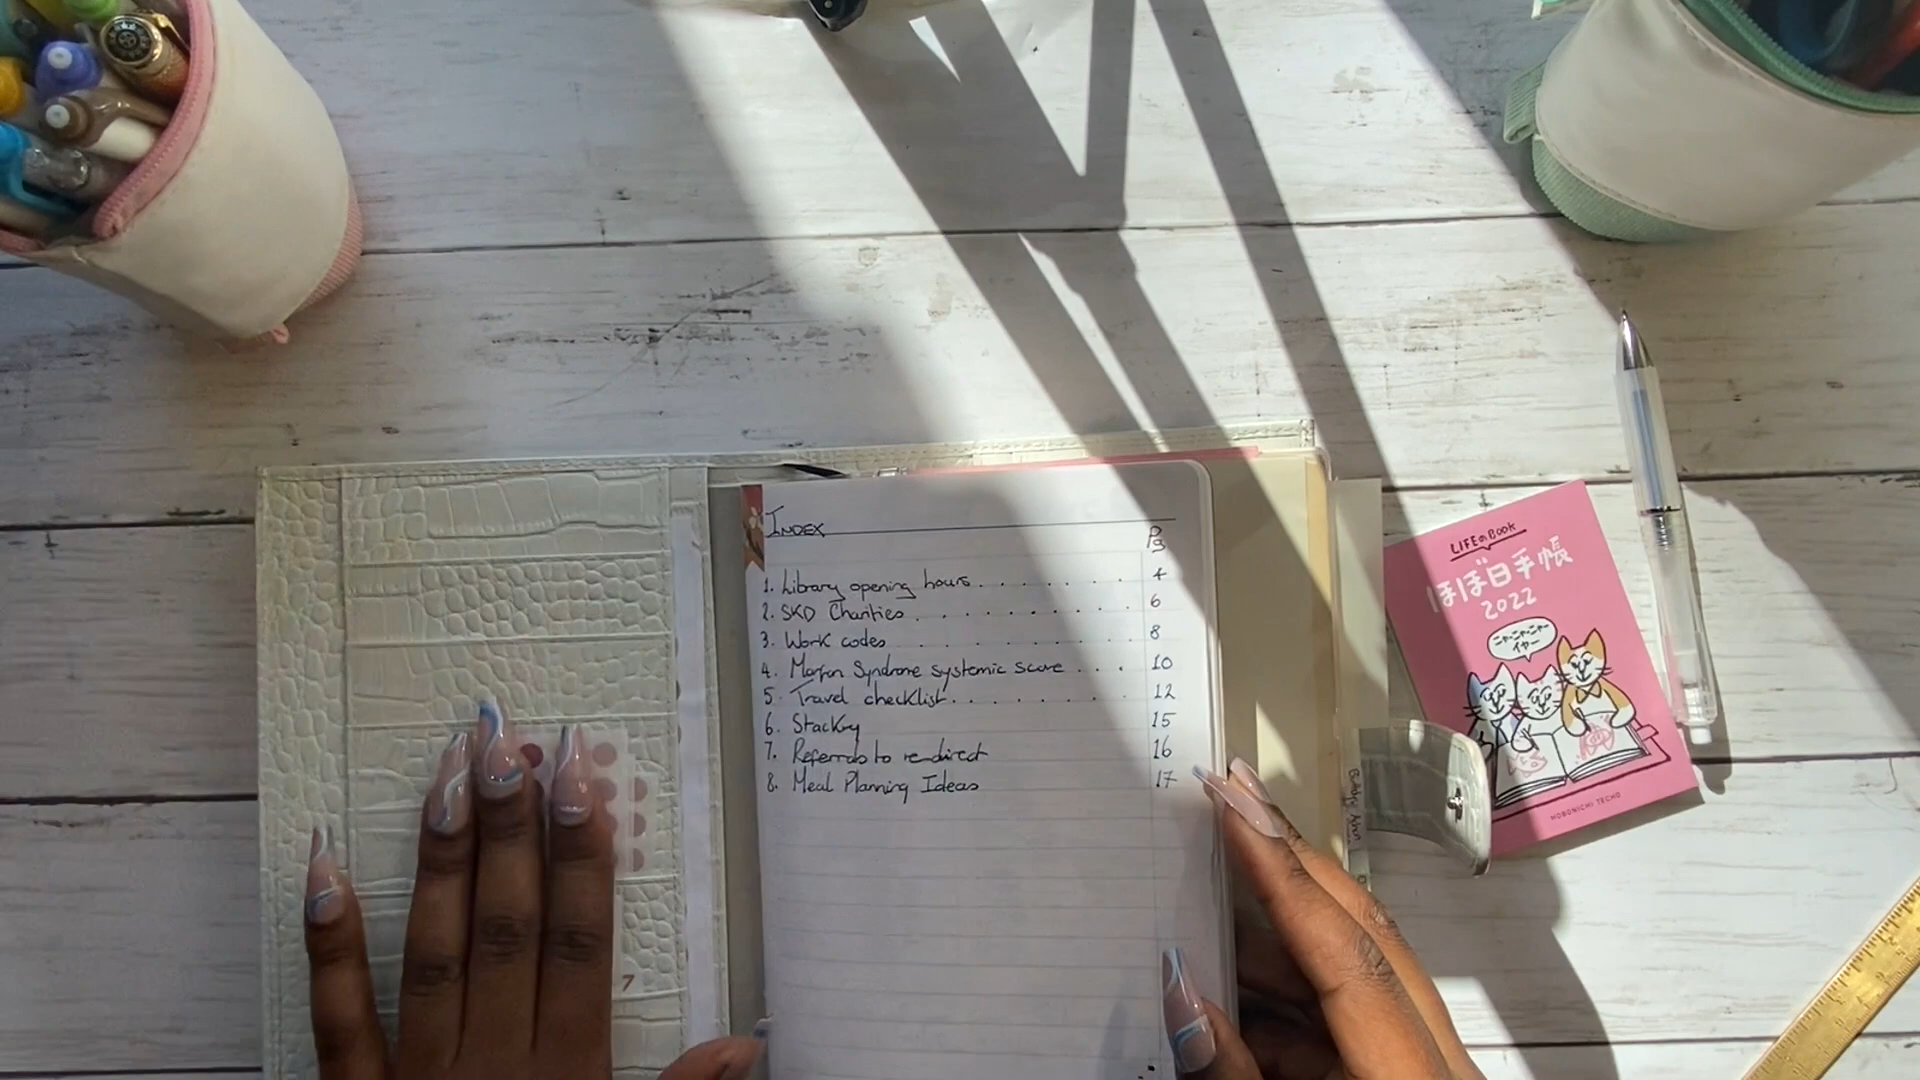 INDEX Pg
1. Library opening hours . . . . . . . 4
2. SKD Charities . . . . . . . . . 6
3. Work codes . . . . . . . . . 8
4. Marfan Syndrome systemic score . . . 10
5. Travel checklist . . . . . . . 12
6. Stackry 15
7. Referrals to re-direct 16
8. Meal Planning Ideas 17
7
LIFEのBOOK
ほぼ日手帳
2022
ニャーニャーニャー
イヤー
HOBONICHI TECHO